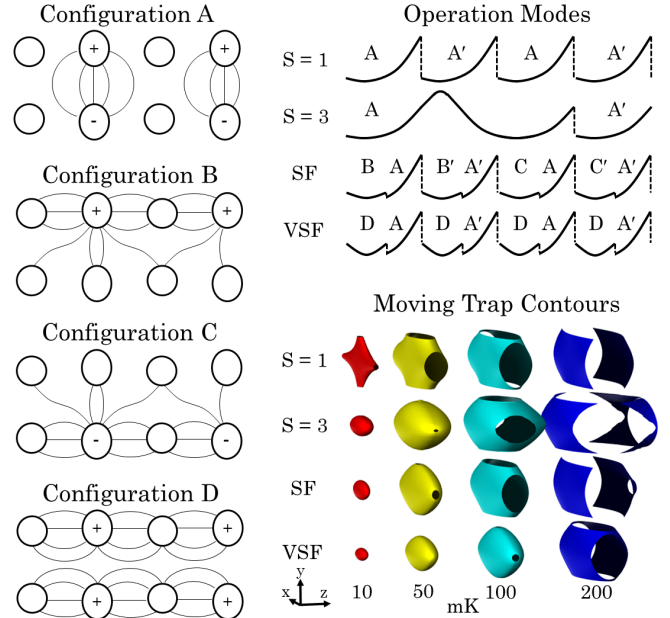 Configuration A
+ +
- -
Configuration B
+ +
Configuration C
- -
Configuration D
+ +
+ +
Operation Modes
S = 1 A A′ A A′
S = 3 A A′
SF B A B′ A′ C A C′ A′
VSF D A D A′ D A D A′
Moving Trap Contours
S = 1
S = 3
SF
VSF
y
x z
10 50 100 200
mK